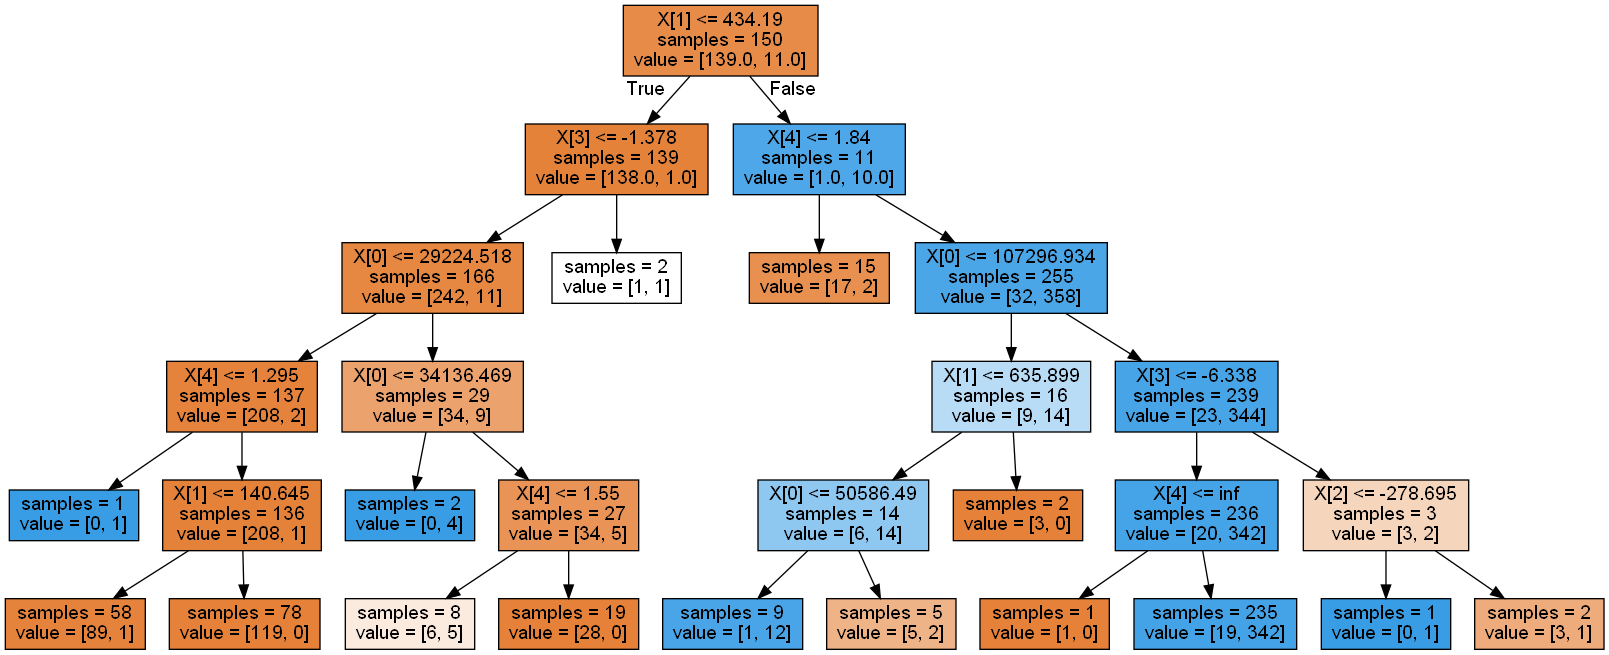 X[1] <= 434.19
samples = 150
value = [139.0, 11.0]
True
False
X[3] <= -1.378
samples = 139
value = [138.0, 1.0]
X[4] <= 1.84
samples = 11
value = [1.0, 10.0]
X[0] <= 29224.518
samples = 166
value = [242, 11]
samples = 2
value = [1, 1]
samples = 15
value = [17, 2]
X[0] <= 107296.934
samples = 255
value = [32, 358]
X[4] <= 1.295
samples = 137
value = [208, 2]
X[0] <= 34136.469
samples = 29
value = [34, 9]
X[1] <= 635.899
samples = 16
value = [9, 14]
X[3] <= -6.338
samples = 239
value = [23, 344]
samples = 1
value = [0, 1]
X[1] <= 140.645
samples = 136
value = [208, 1]
samples = 2
value = [0, 4]
X[4] <= 1.55
samples = 27
value = [34, 5]
X[0] <= 50586.49
samples = 14
value = [6, 14]
samples = 2
value = [3, 0]
X[4] <= inf
samples = 236
value = [20, 342]
X[2] <= -278.695
samples = 3
value = [3, 2]
samples = 58
value = [89, 1]
samples = 78
value = [119, 0]
samples = 8
value = [6, 5]
samples = 19
value = [28, 0]
samples = 9
value = [1, 12]
samples = 5
value = [5, 2]
samples = 1
value = [1, 0]
samples = 235
value = [19, 342]
samples = 1
value = [0, 1]
samples = 2
value = [3, 1]